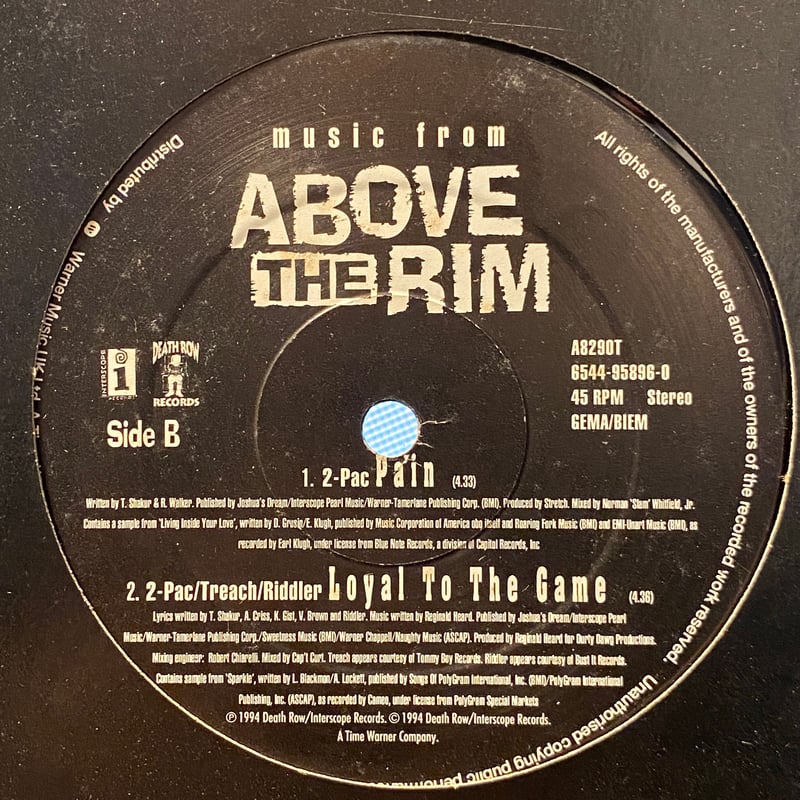 music from
ABOVE
THE RIM
INTERSCOPE
RECORDS
DEATH ROW
RECORDS
Side B
A8290T
6544-95896-0
45 RPM Stereo
GEMA/BIEM
1. 2-Pac Pain (4.33)
Written by T. Shakur & R. Walker. Published by Joshua's Dream/Interscope Pearl Music/Warner-Tamerlane Publishing Corp. (BMI). Produced by Stretch. Mixed by Norman 'Slam' Whitfield, Jr.
Contains a sample from 'Living Inside Your Love', written by D. Grusin/E. Klugh, published by Music Corporation of America obo itself and Roaring Fork Music (BMI) and EMI-Unart Music (BMI), as
recorded by Earl Klugh, under license from Blue Note Records, a division of Capitol Records, Inc
2. 2-Pac/Treach/Riddler Loyal To The Game (4.36)
Lyrics written by T. Shakur, A. Criss, K. Gist, V. Brown and Riddler. Music written by Reginald Heard. Published by Joshua's Dream/Interscope Pearl
Music/Warner-Tamerlane Publishing Corp./Sweetness Music (BMI)/Warner Chappell/Naughty Music (ASCAP). Produced by Reginald Heard for Durty Dawg Productions.
Mixing engineer: Robert Chiarelli. Mixed by Cap't Curt. Treach appears courtesy of Tommy Boy Records. Riddler appears courtesy of Bust It Records.
Contains sample from 'Sparkle', written by L. Blackmon/A. Lockett, published by Songs Of PolyGram International, Inc. (BMI)/PolyGram International
Publishing, Inc. (ASCAP), as recorded by Cameo, under license from PolyGram Special Markets
℗ 1994 Death Row/Interscope Records. © 1994 Death Row/Interscope Records.
A Time Warner Company.
All rights of the manufacturers and of the owners of the recorded work reserved. Unauthorised copying public
Distributed by Warner Music UK Ltd.